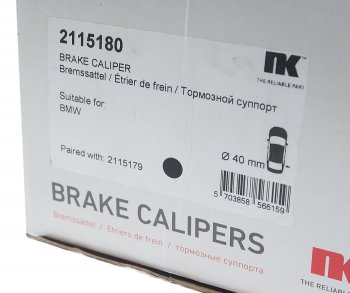 2115180
NK
THE RELIABLE PART
BRAKE CALIPER
Bremssattel / Étrier de frein / Тормозной суппорт
Suitable for:
BMW
Paired with: 2115179
Ø 40 mm
5 703858 566159
BRAKE CALIPERS
Bremssättel / Étriers de frein / тормозные суппорта
THE RELIABLE PART